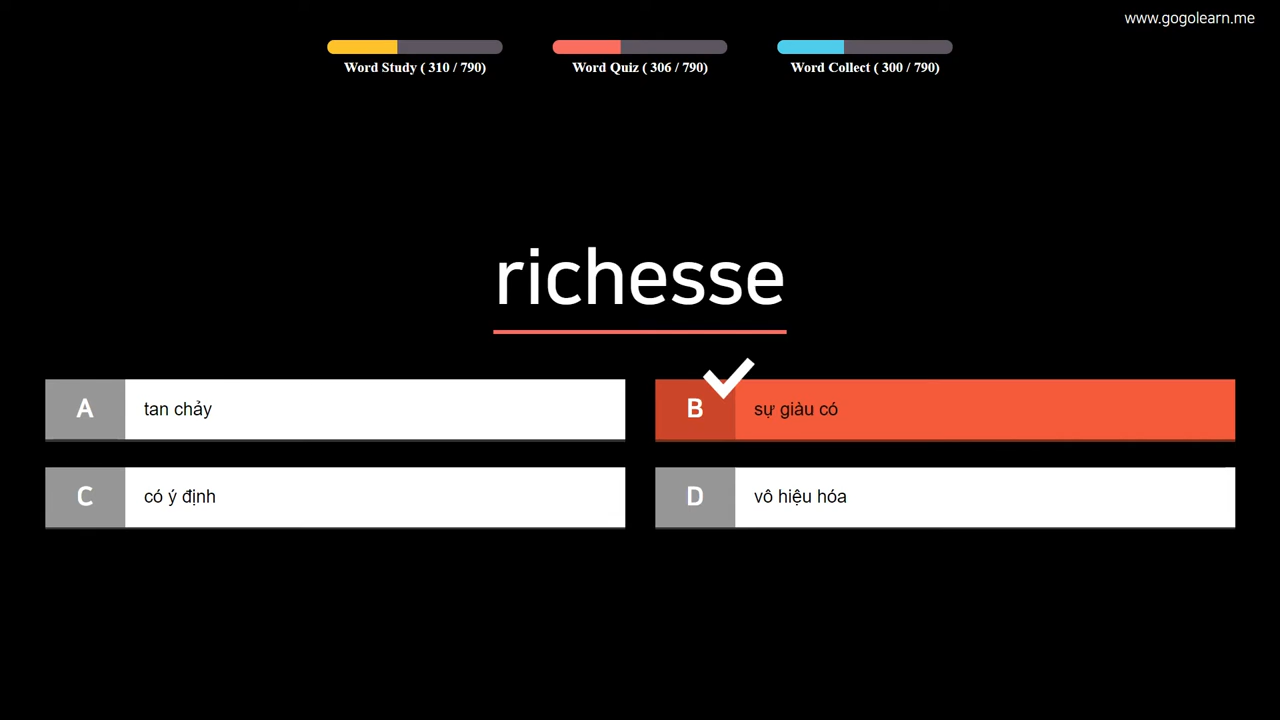 www.gogolearn.me
Word Study ( 310 / 790)
Word Quiz ( 306 / 790)
Word Collect ( 300 / 790)
richesse
A tan chảy
B sự giàu có
C có ý định
D vô hiệu hóa